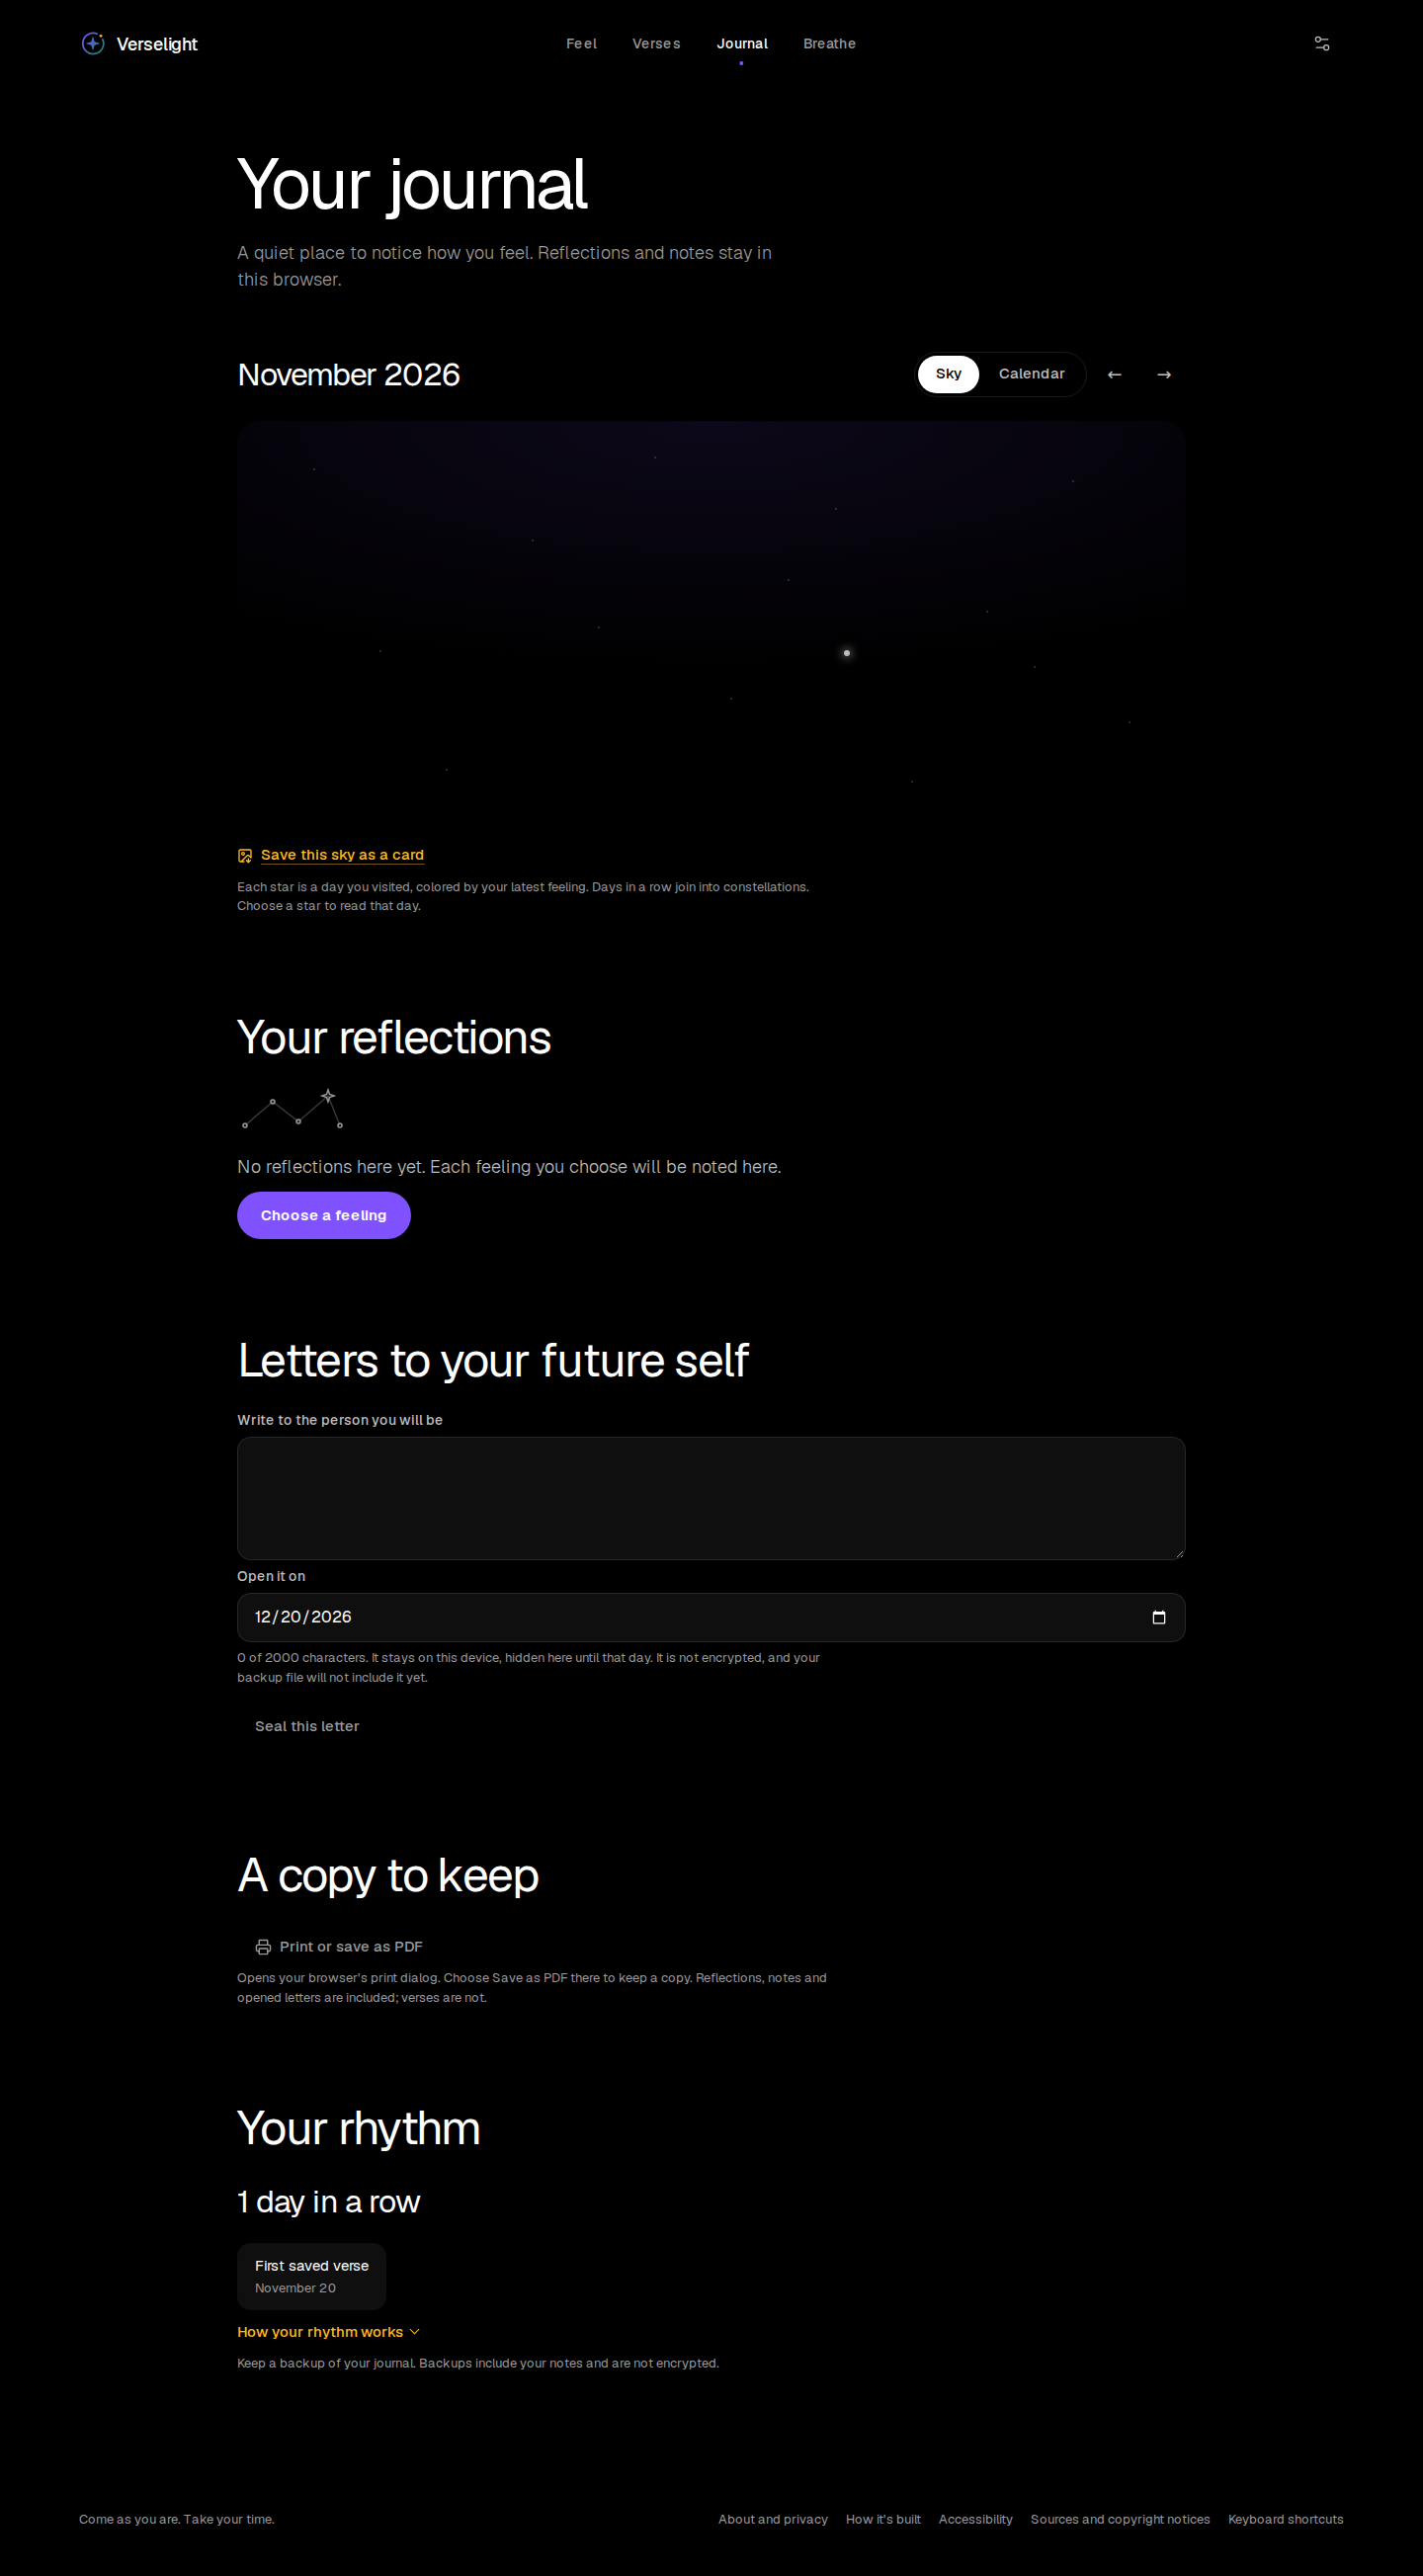 Verselight
Feel
Verses
Journal
Breathe
Your journal
A quiet place to notice how you feel. Reflections and notes stay in
this browser.
November 2026
Sky
Calendar
← →
Save this sky as a card
Each star is a day you visited, colored by your latest feeling. Days in a row join into constellations.
Choose a star to read that day.
Your reflections
No reflections here yet. Each feeling you choose will be noted here.
Choose a feeling
Letters to your future self
Write to the person you will be
Open it on
12/20/2026
0 of 2000 characters. It stays on this device, hidden here until that day. It is not encrypted, and your
backup file will not include it yet.
Seal this letter
A copy to keep
Print or save as PDF
Opens your browser's print dialog. Choose Save as PDF there to keep a copy. Reflections, notes and
opened letters are included; verses are not.
Your rhythm
1 day in a row
First saved verse
November 20
How your rhythm works
Keep a backup of your journal. Backups include your notes and are not encrypted.
Come as you are. Take your time.
About and privacy
How it's built
Accessibility
Sources and copyright notices
Keyboard shortcuts